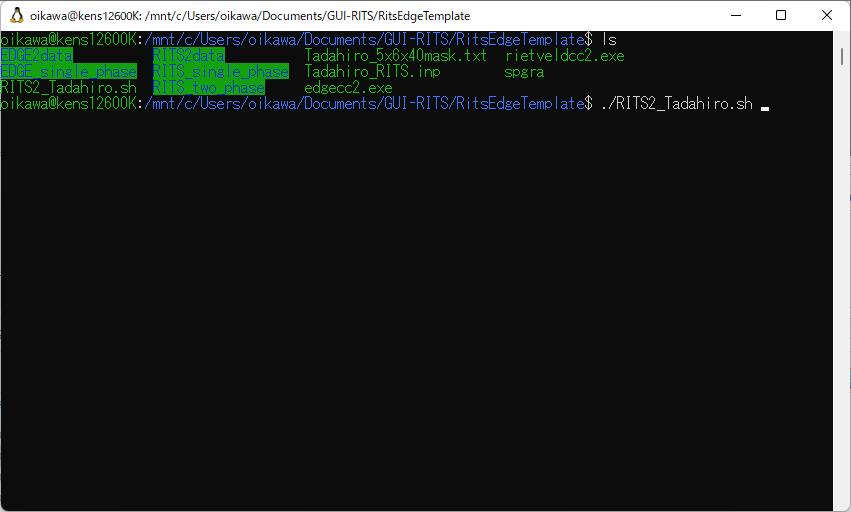 oikawa@kens12600K: /mnt/c/Users/oikawa/Documents/GUI-RITS/RitsEdgeTemplate
oikawa@kens12600K:/mnt/c/Users/oikawa/Documents/GUI-RITS/RitsEdgeTemplate$ ls
EDGE2data RITS2data Tadahiro_5x6x40mask.txt rietveldcc2.exe
EDGE_single_phase RITS_single_phase Tadahiro_RITS.inp spgra
RITS2_Tadahiro.sh RITS_two_phase edgecc2.exe
oikawa@kens12600K:/mnt/c/Users/oikawa/Documents/GUI-RITS/RitsEdgeTemplate$ ./RITS2_Tadahiro.sh